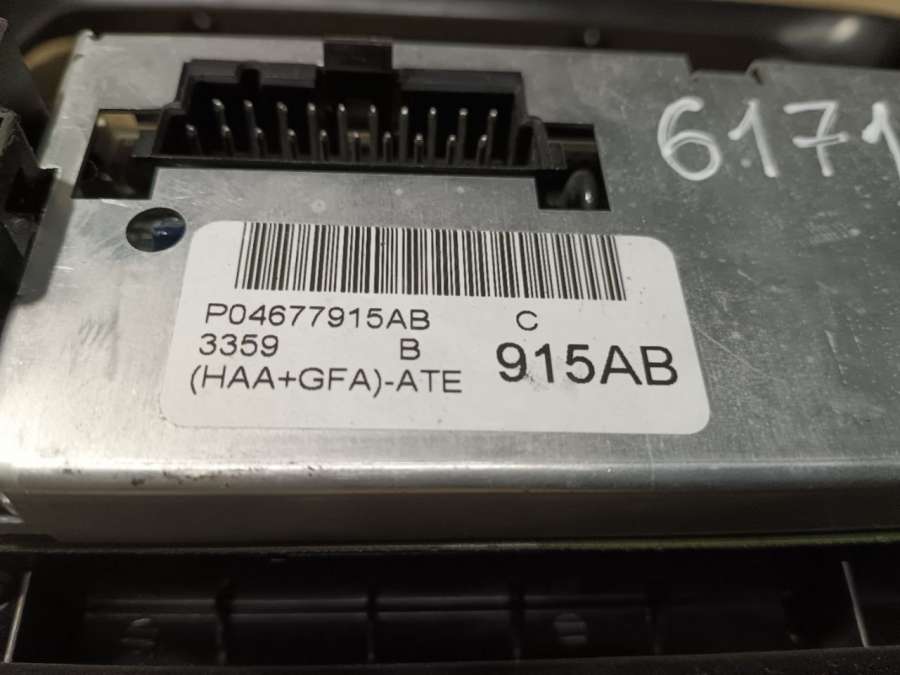 6171
P04677915AB C
3359 B
915AB
(HAA+GFA)-ATE